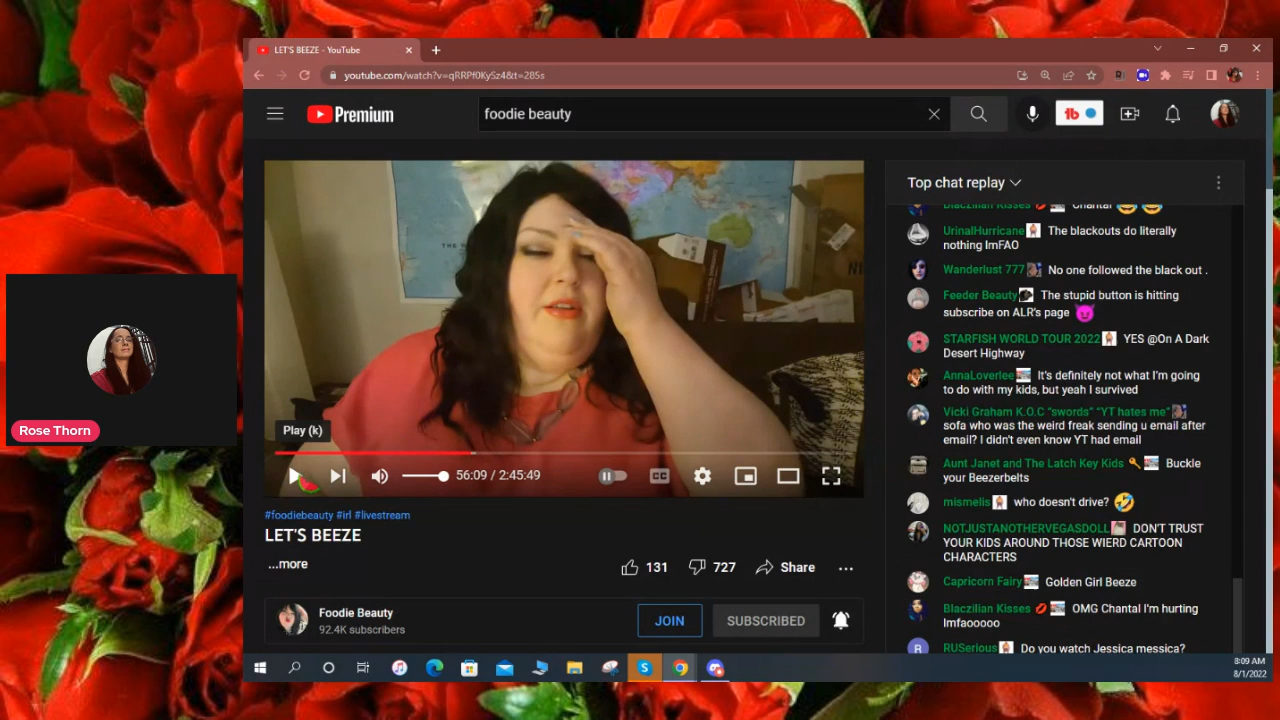 LET'S BEEZE - YouTube
youtube.com/watch?v=qRRPf0KySz4&t=285s
Premium
foodie beauty
Top chat replay
Blaczilian Kisses Chantal
UrinalHurricane The blackouts do literally
nothing lmFAO
Wanderlust 777 No one followed the black out .
Feeder Beauty The stupid button is hitting
subscribe on ALR's page
STARFISH WORLD TOUR 2022 YES @On A Dark
Desert Highway
AnnaLoverlee It's definitely not what I'm going
to do with my kids, but yeah I survived
Vicki Graham K.O.C "swords" "YT hates me"
sofa who was the weird freak sending u email after
email? I didn't even know YT had email
Aunt Janet and The Latch Key Kids Buckle
your Beezerbelts
mismelis who doesn't drive?
NOTJUSTANOTHERVEGASDOLL DON'T TRUST
YOUR KIDS AROUND THOSE WIERD CARTOON
CHARACTERS
Capricorn Fairy Golden Girl Beeze
Blaczilian Kisses OMG Chantal I'm hurting
lmfaooooo
RUSerious Do you watch Jessica messica?
Rose Thorn
Play (k)
56:09 / 2:45:49
CC
#foodiebeauty #irl #livestream
LET'S BEEZE
...more
131
727
Share
Foodie Beauty
92.4K subscribers
JOIN
SUBSCRIBED
8:09 AM
8/1/2022